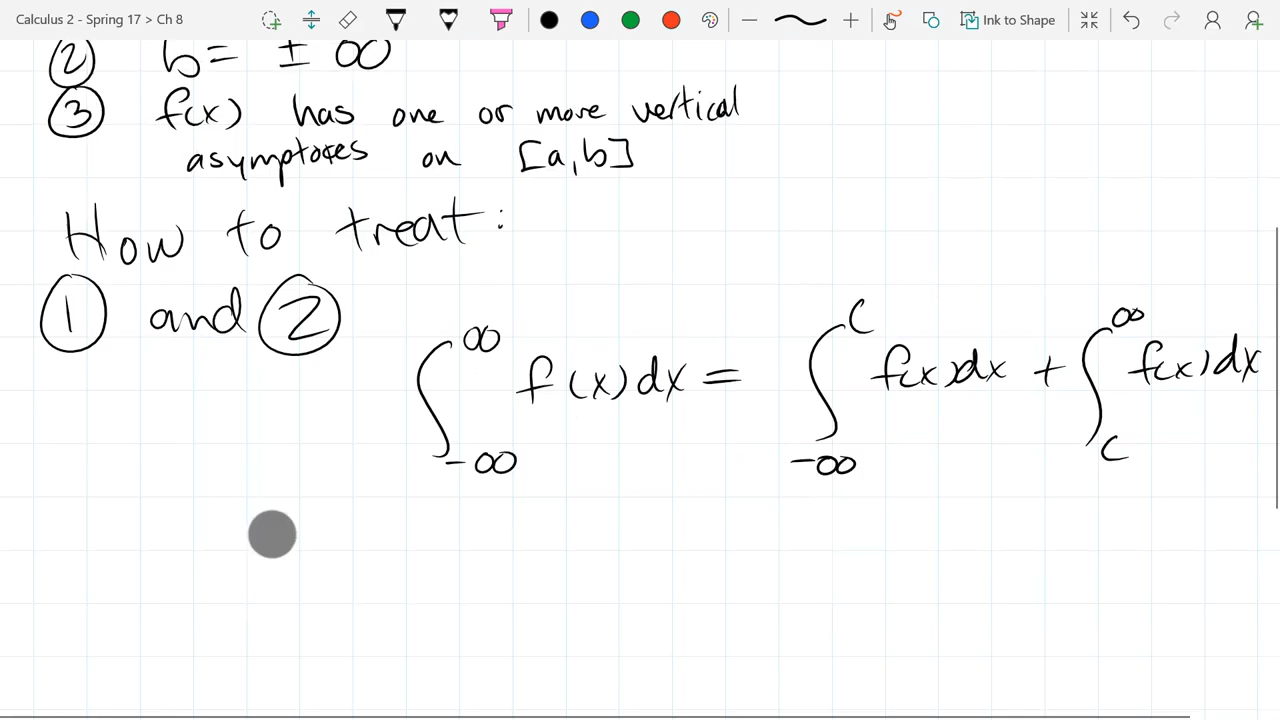 Calculus 2 - Spring 17 > Ch 8
Ink to Shape
② b = ± ∞
③ f(x) has one or more vertical
asymptotes on [a,b]
How to treat:
① and ②
∫_{-∞}^{∞} f(x)dx = ∫_{-∞}^{c} f(x)dx + ∫_{c}^{∞} f(x)dx